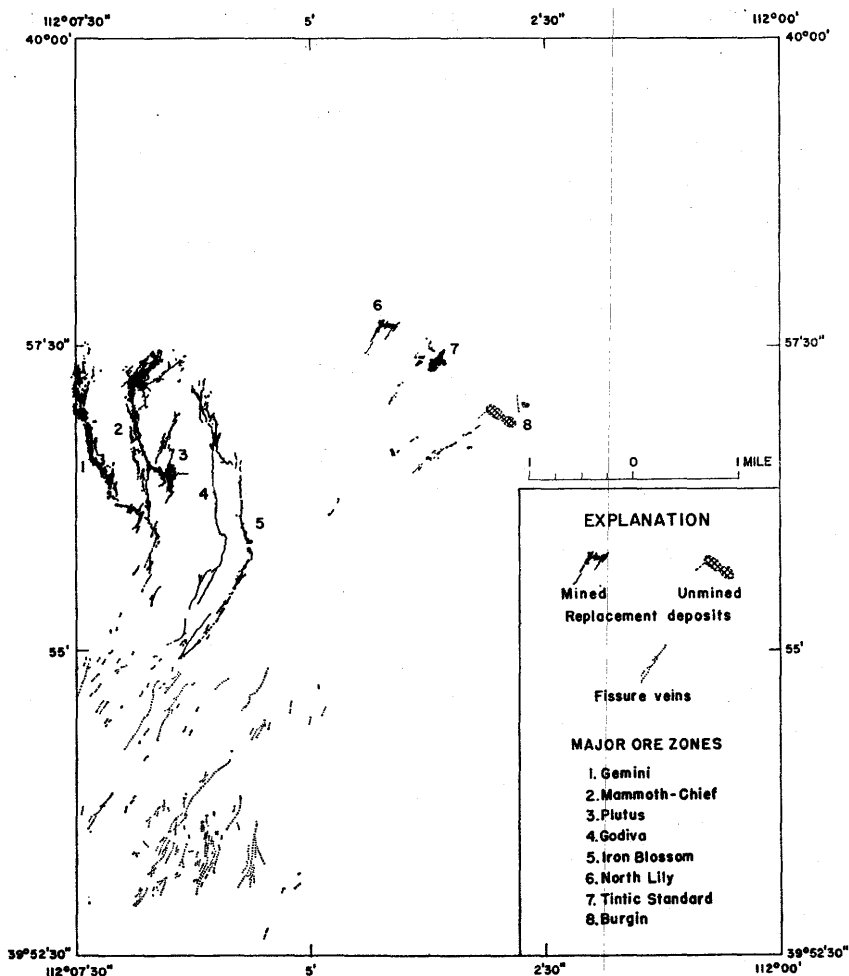 112°07'30" 5' 2'30" 112°00'
40°00' 40°00'
6
57'30" 7 57'30"
2 8
1 3
4 1 0 1 MILE
5
EXPLANATION
Mined Unmined
Replacement deposits
55' 55'
Fissure veins
MAJOR ORE ZONES
1. Gemini
2. Mammoth-Chief
3. Plutus
4. Godiva
5. Iron Blossom
6. North Lily
7. Tintic Standard
8. Burgin
39°52'30" 39°52'30"
112°07'30" 5' 2'30" 112°00'